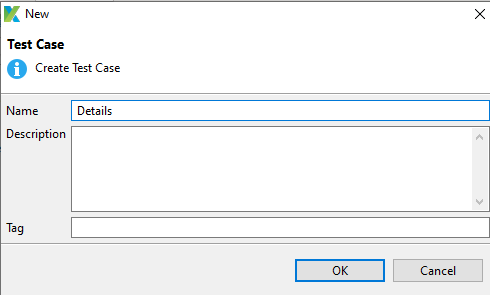 New
Test Case
Create Test Case
Name Details
Description
Tag
OK Cancel